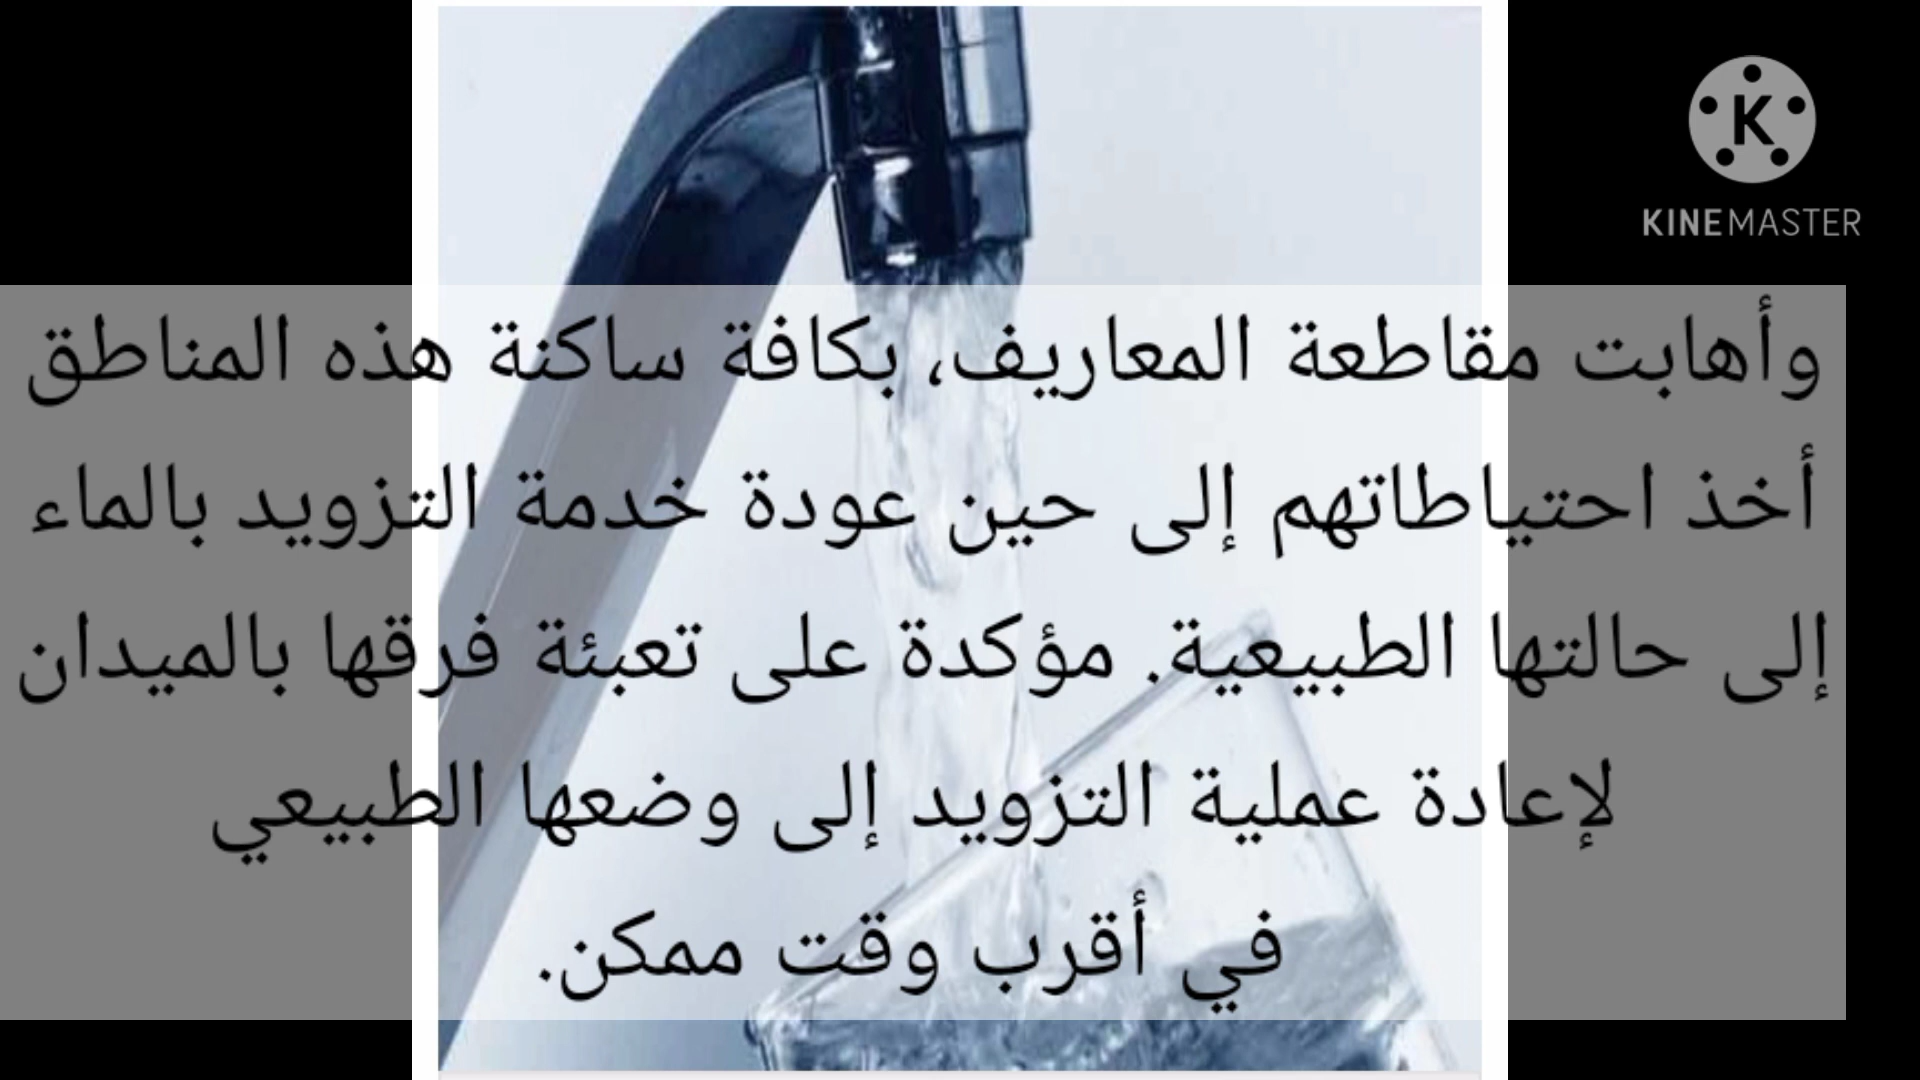 KINEMASTER
وأهابت مقاطعة المعاريف، بكافة ساكنة هذه المناطق
أخذ احتياطاتهم إلى حين عودة خدمة التزويد بالماء
إلى حالتها الطبيعية. مؤكدة على تعبئة فرقها بالميدان
لإعادة عملية التزويد إلى وضعها الطبيعي
في أقرب وقت ممكن.